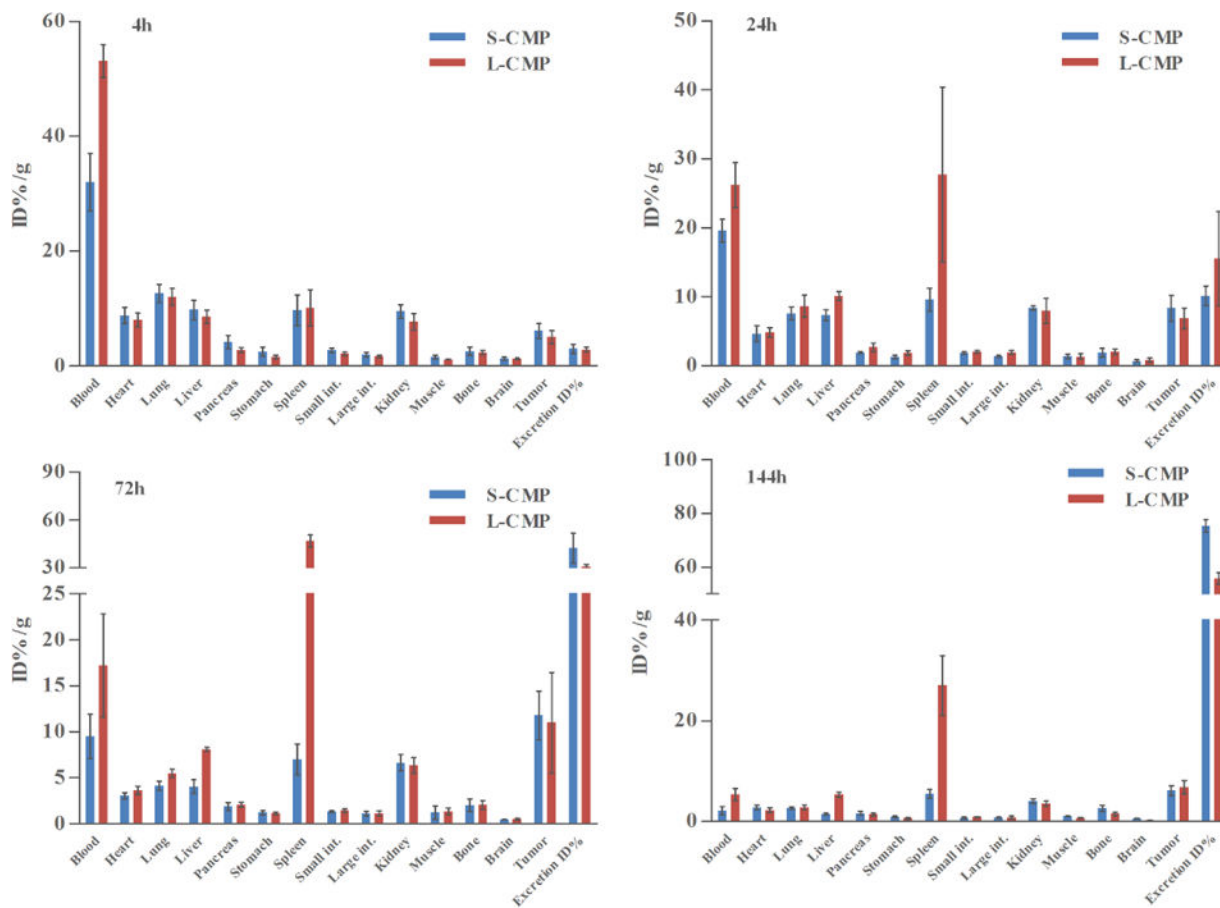 60
40
20
0
ID% /g
4h
S-CMP
L-CMP
Blood
Heart
Lung
Liver
Pancreas
Stomach
Spleen
Small int.
Large int.
Kidney
Muscle
Bone
Brain
Tumor
Excretion ID%
50
40
30
20
10
0
ID% /g
24h
S-CMP
L-CMP
Blood
Heart
Lung
Liver
Pancreas
Stomach
Spleen
Small int.
Large int.
Kidney
Muscle
Bone
Brain
Tumor
Excretion ID%
90
60
30
25
20
15
10
5
0
ID% /g
72h
S-CMP
L-CMP
Blood
Heart
Lung
Liver
Pancreas
Stomach
Spleen
Small int.
Large int.
Kidney
Muscle
Bone
Brain
Tumor
Excretion ID%
100
80
60
40
20
0
ID% /g
144h
S-CMP
L-CMP
Blood
Heart
Lung
Liver
Pancreas
Stomach
Spleen
Small int.
Large int.
Kidney
Muscle
Bone
Brain
Tumor
Excretion ID%